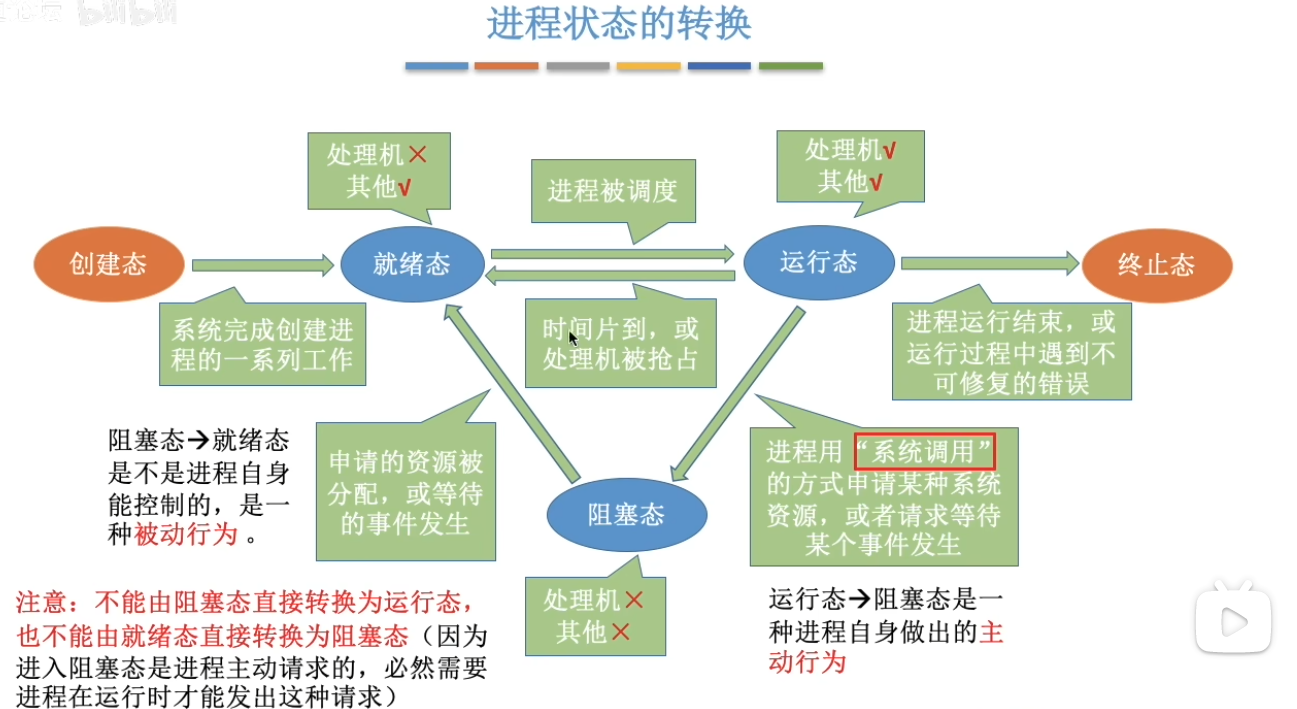 进程状态的转换
处理机×
其他√
进程被调度
处理机√
其他√
创建态
就绪态
运行态
终止态
系统完成创建进
程的一系列工作
时间片到，或
处理机被抢占
进程运行结束，或
运行过程中遇到不
可修复的错误
阻塞态→就绪态
是不是进程自身
能控制的，是一
种被动行为 。
申请的资源被
分配，或等待
的事件发生
阻塞态
进程用“系统调用”
的方式申请某种系统
资源，或者请求等待
某个事件发生
处理机×
其他×
注意：不能由阻塞态直接转换为运行态，
也不能由就绪态直接转换为阻塞态（因为
进入阻塞态是进程主动请求的，必然需要
进程在运行时才能发出这种请求）
运行态→阻塞态是一
种进程自身做出的主
动行为
bilibili